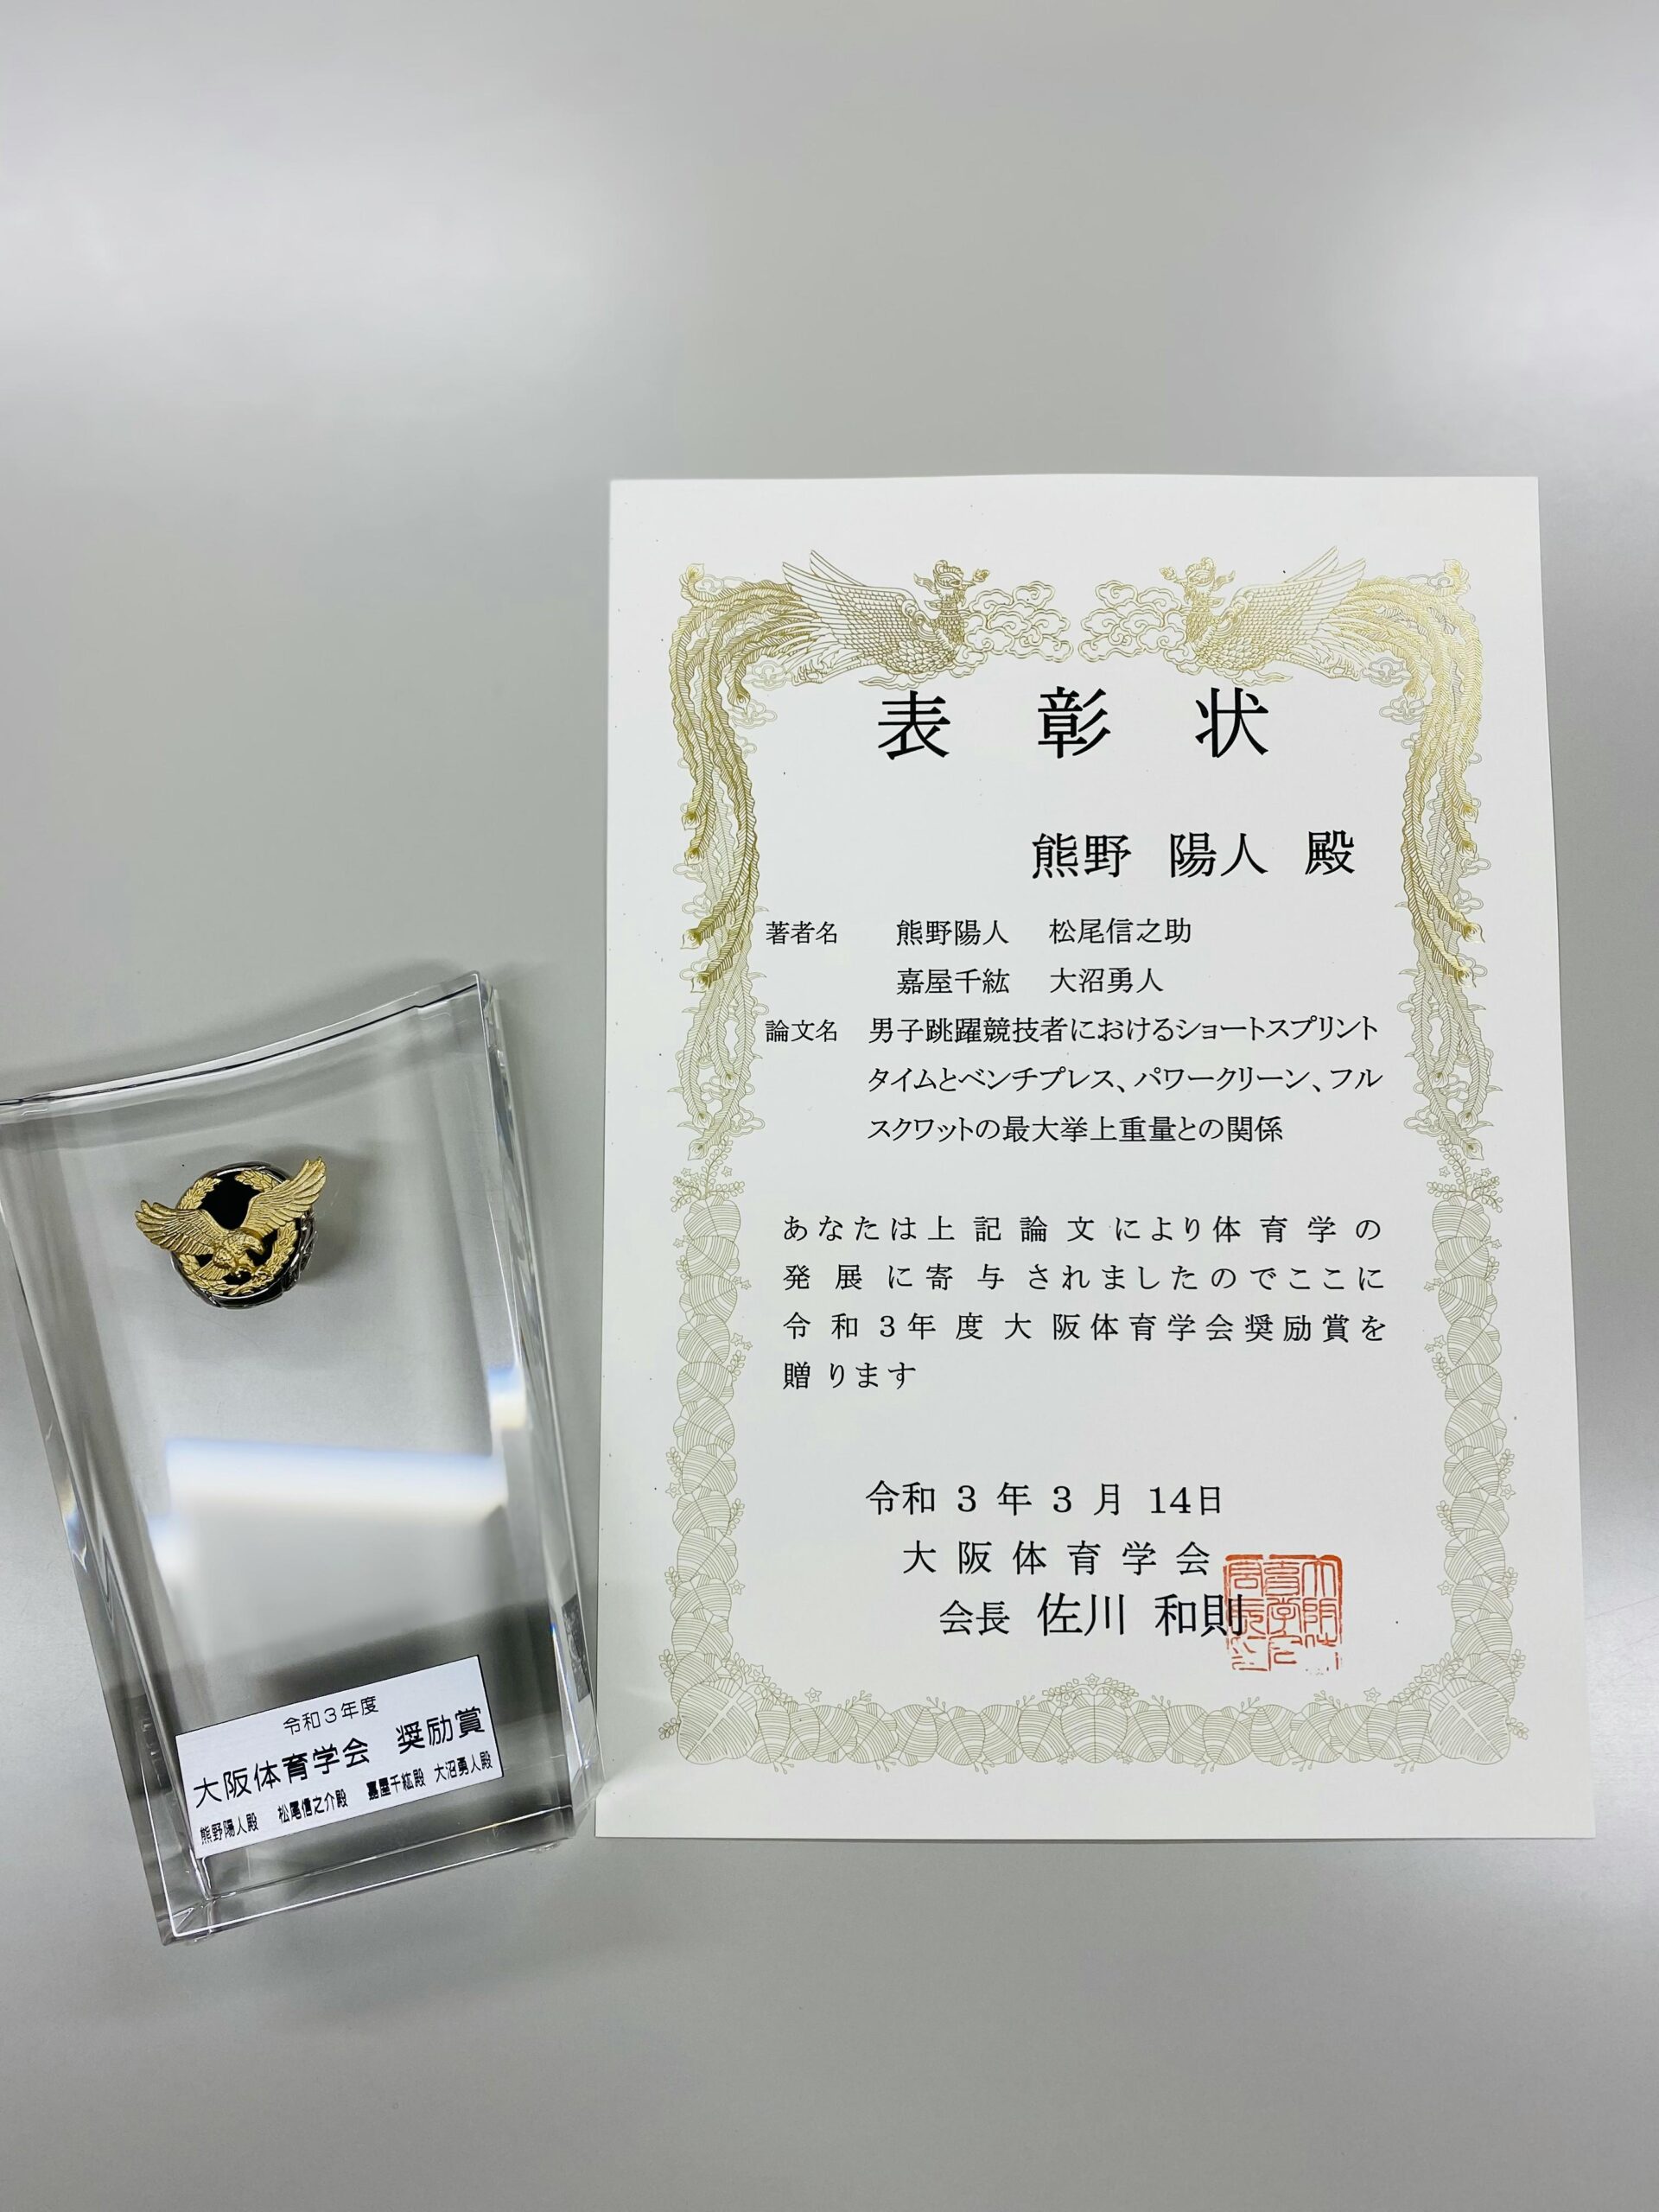 表彰状
熊野 陽人 殿
著者名 熊野陽人 松尾信之助
嘉屋千紘 大沼勇人
論文名 男子跳躍競技者におけるショートスプリント
タイムとベンチプレス、パワークリーン、フル
スクワットの最大挙上重量との関係
あなたは上記論文により体育学の
発展に寄与されましたのでここに
令和3年度大阪体育学会奨励賞を
贈ります
令和3年3月14日
大阪体育学会
会長 佐川 和則
令和3年度
大阪体育学会 奨励賞
熊野陽人殿 松尾信之介殿 嘉屋千紘殿 大沼勇人殿